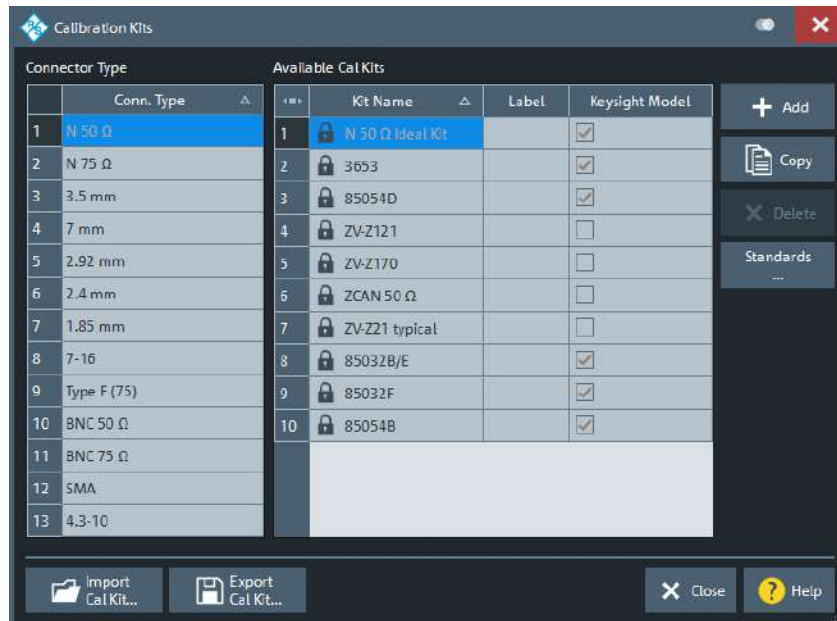 Calibration Kits
Connector Type
Conn. Type
1 N 50 Ω
2 N 75 Ω
3 3.5 mm
4 7 mm
5 2.92 mm
6 2.4 mm
7 1.85 mm
8 7-16
9 Type F (75)
10 BNC 50 Ω
11 BNC 75 Ω
12 SMA
13 4.3-10
Available Cal Kits
Kit Name Label Keysight Model
1 N 50 Ω Ideal Kit
2 3653
3 85054D
4 ZV-Z121
5 ZV-Z170
6 ZCAN 50 Ω
7 ZV-Z21 typical
8 85032B/E
9 85032F
10 85054B
Add
Copy
Delete
Standards
...
Import
Cal Kit...
Export
Cal Kit...
Close
? Help